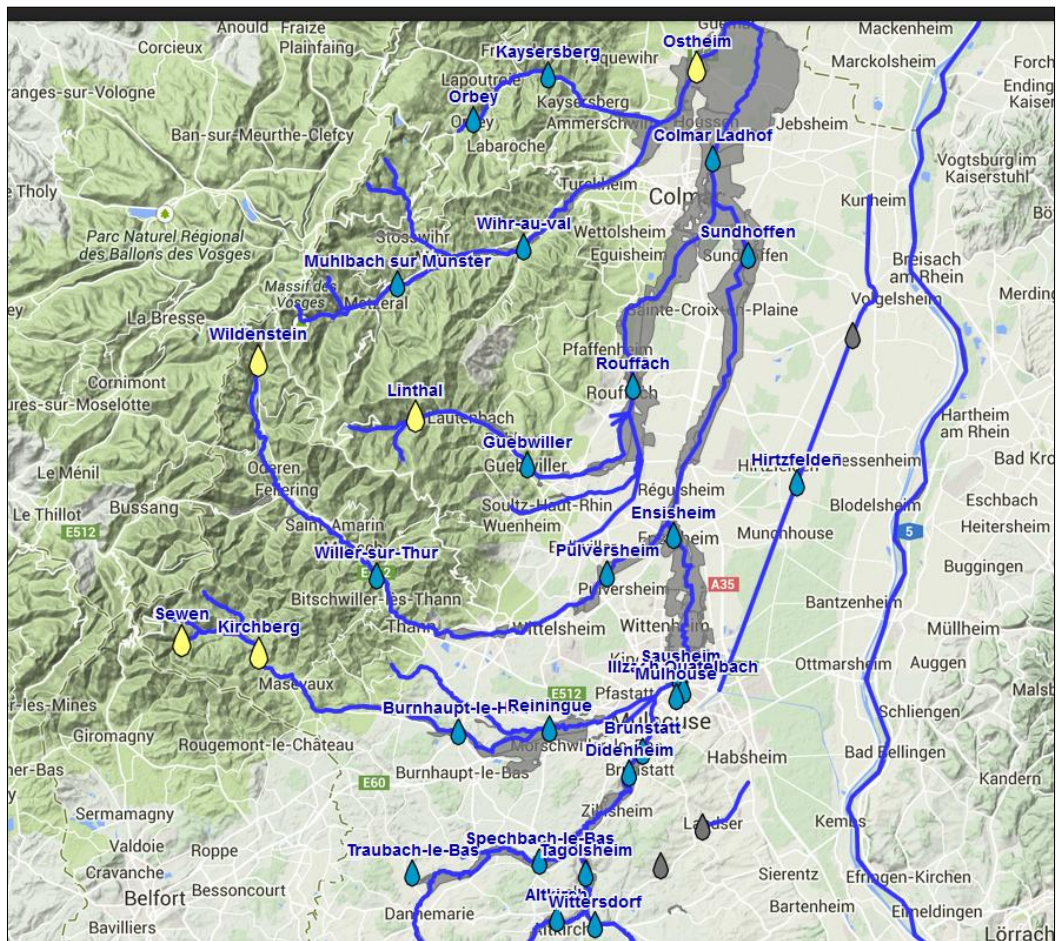 Anould
Fraize
Plainfaing
Corcieux
Mackenheim
Marckolsheim
Ostheim
Kaysersberg
Lapoutroie
Orbey
Kaysersberg
Ammerschwihr
Houssen
Jebsheim
Ban-sur-Meurthe-Clefcy
Labaroche
Colmar Ladhof
Vogtsburg im
Kaiserstuhl
Turckheim
Kunheim
Wihr-au-val
Wettolsheim
Sundhoffen
Parc Naturel Régional
des Ballons des Vosges
Stosswihr
Eguisheim
Breisach
am Rhein
Muhlbach sur Munster
Massif des
Vosges
Metzeral
Volgelsheim
La Bresse
Sainte-Croix-en-Plaine
Wildenstein
Pfaffenheim
Rouffach
Rouffach
Cornimont
Linthal
Lautenbach
Hartheim
am Rhein
Guebwiller
Guebwiller
Hirtzfelden
Le Ménil
Oderen
Fellering
Soultz-Haut-Rhin
Réguisheim
Blodelsheim
Eschbach
Heitersheim
Bussang
Le Thillot
E512
Saint-Amarin
Wuenheim
Ensisheim
Munchhouse
5
Willer-sur-Thur
Pulversheim
Pulversheim
A35
Buggingen
Bitschwiller-lès-Thann
Bantzenheim
Sewen
Kirchberg
Thann
Wittelsheim
Wittenheim
Müllheim
Sausheim
Illzach Quatelbach
Mulhouse
Ottmarsheim
Auggen
Masevaux
E512
Pfastatt
Burnhaupt-le-H
Reiningue
Mulhouse
Schliengen
Giromagny
Rougemont-le-Château
Brunstatt
Didenheim
Brunstatt
Habsheim
Bad Bellingen
Burnhaupt-le-Bas
E60
Kandern
Sermamagny
Zillisheim
Landser
Kembs
Valdoie
Roppe
Spechbach-le-Bas
Traubach-le-Bas
Tagolsheim
Cravanche
Belfort
Bessoncourt
Sierentz
Efringen-Kirchen
Bartenheim
Dannemarie
Wittersdorf
Eimeldingen
Bavilliers
Altkirch
Lörrach